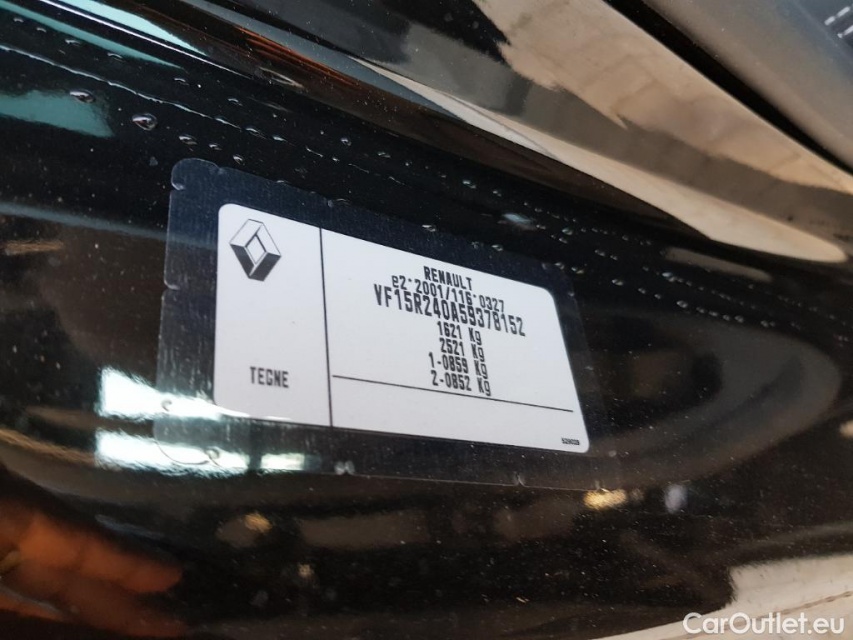 RENAULT
e2*2001/116*0327
VF15R240A59378152
1621 Kg
2521 Kg
1-0859 Kg
2-0852 Kg
TEGNE
CarOutlet.eu